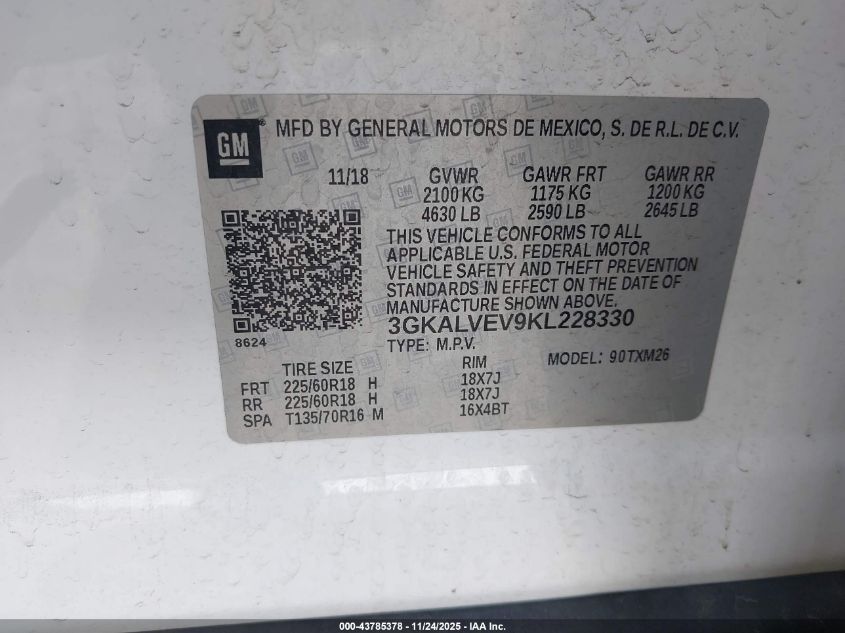 GM
MFD BY GENERAL MOTORS DE MEXICO, S. DE R.L. DE C.V.
11/18 GVWR GAWR FRT GAWR RR
2100 KG 1175 KG 1200 KG
4630 LB 2590 LB 2645 LB
THIS VEHICLE CONFORMS TO ALL
APPLICABLE U.S. FEDERAL MOTOR
VEHICLE SAFETY AND THEFT PREVENTION
STANDARDS IN EFFECT ON THE DATE OF
MANUFACTURE SHOWN ABOVE.
3GKALVEV9KL228330
8624
TYPE: M.P.V. MODEL: 90TXM26
TIRE SIZE RIM
FRT 225/60R18 H 18X7J
RR 225/60R18 H 18X7J
SPA T135/70R16 M 16X4BT
000-43785378 - 11/24/2025 - IAA Inc.